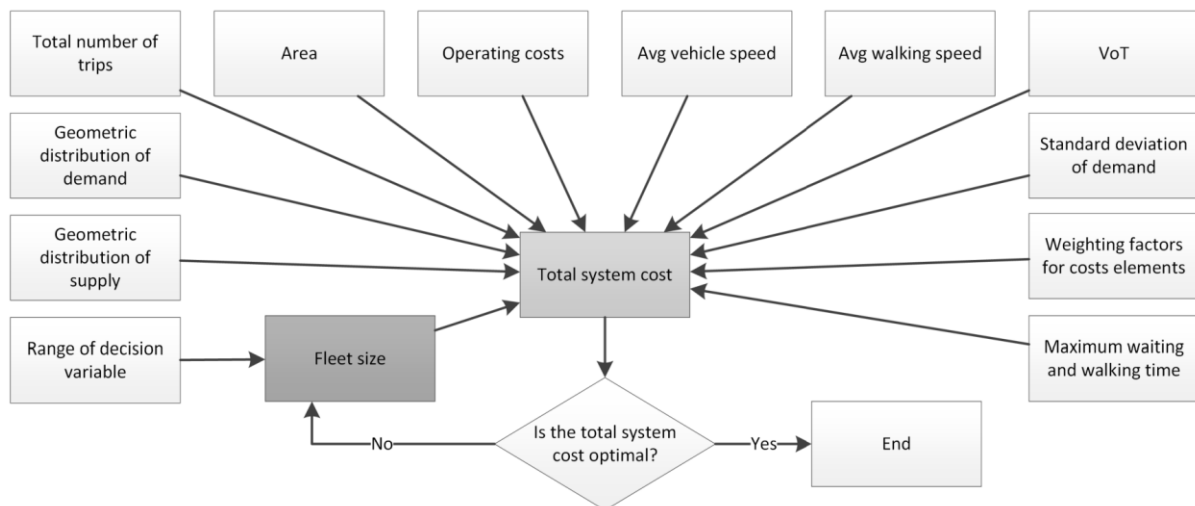 Total number of
trips
Area
Operating costs
Avg vehicle speed
Avg walking speed
VoT
Geometric
distribution of
demand
Standard deviation
of demand
Geometric
distribution of
supply
Total system cost
Weighting factors
for costs elements
Range of decision
variable
Fleet size
Maximum waiting
and walking time
No
Is the total system
cost optimal?
Yes
End